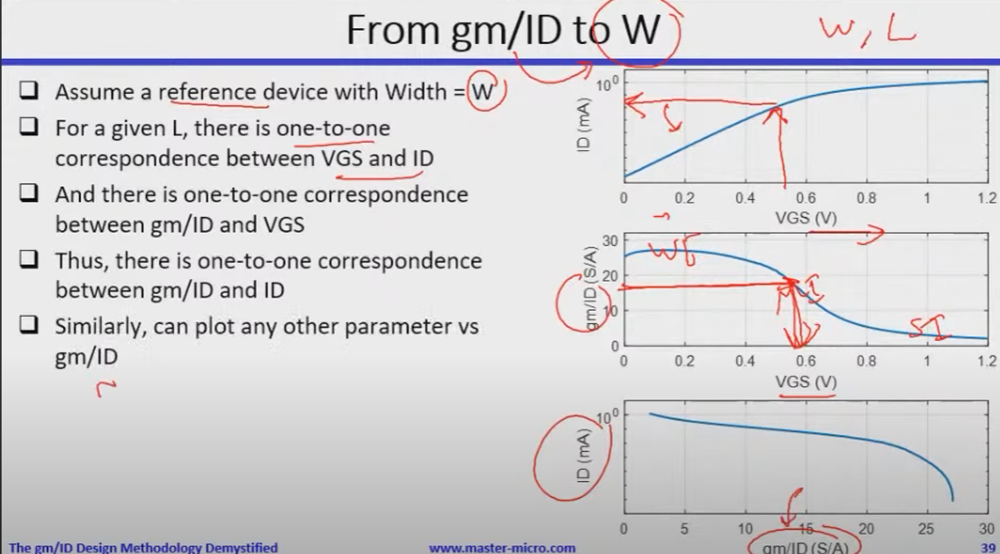 From gm/ID to W
W, L
❑ Assume a reference device with Width = W
❑ For a given L, there is one-to-one
correspondence between VGS and ID
❑ And there is one-to-one correspondence
between gm/ID and VGS
❑ Thus, there is one-to-one correspondence
between gm/ID and ID
❑ Similarly, can plot any other parameter vs
gm/ID
10⁰
ID (mA)
0 0.2 0.4 0.6 0.8 1 1.2
VGS (V)
30
20
10
0
gm/ID (S/A)
WI
SI
0 0.2 0.4 0.6 0.8 1 1.2
VGS (V)
10⁰
ID (mA)
0 5 10 15 20 25 30
gm/ID (S/A)
The gm/ID Design Methodology Demystified
www.master-micro.com
39